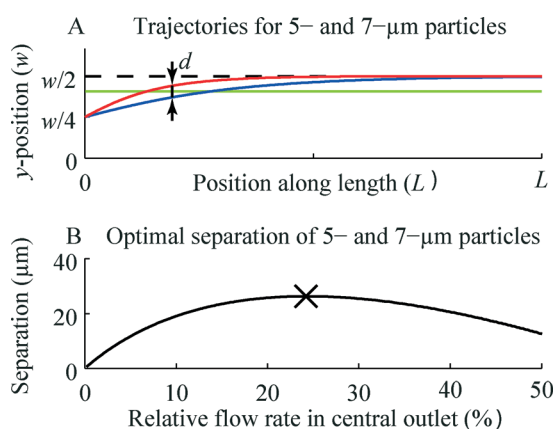 A Trajectories for 5− and 7−μm particles
y-position (w)
w/2
w/4
0
d
0
L
Position along length (L)
B Optimal separation of 5− and 7−μm particles
Separation (μm)
40
20
0
0 10 20 30 40 50
Relative flow rate in central outlet (%)